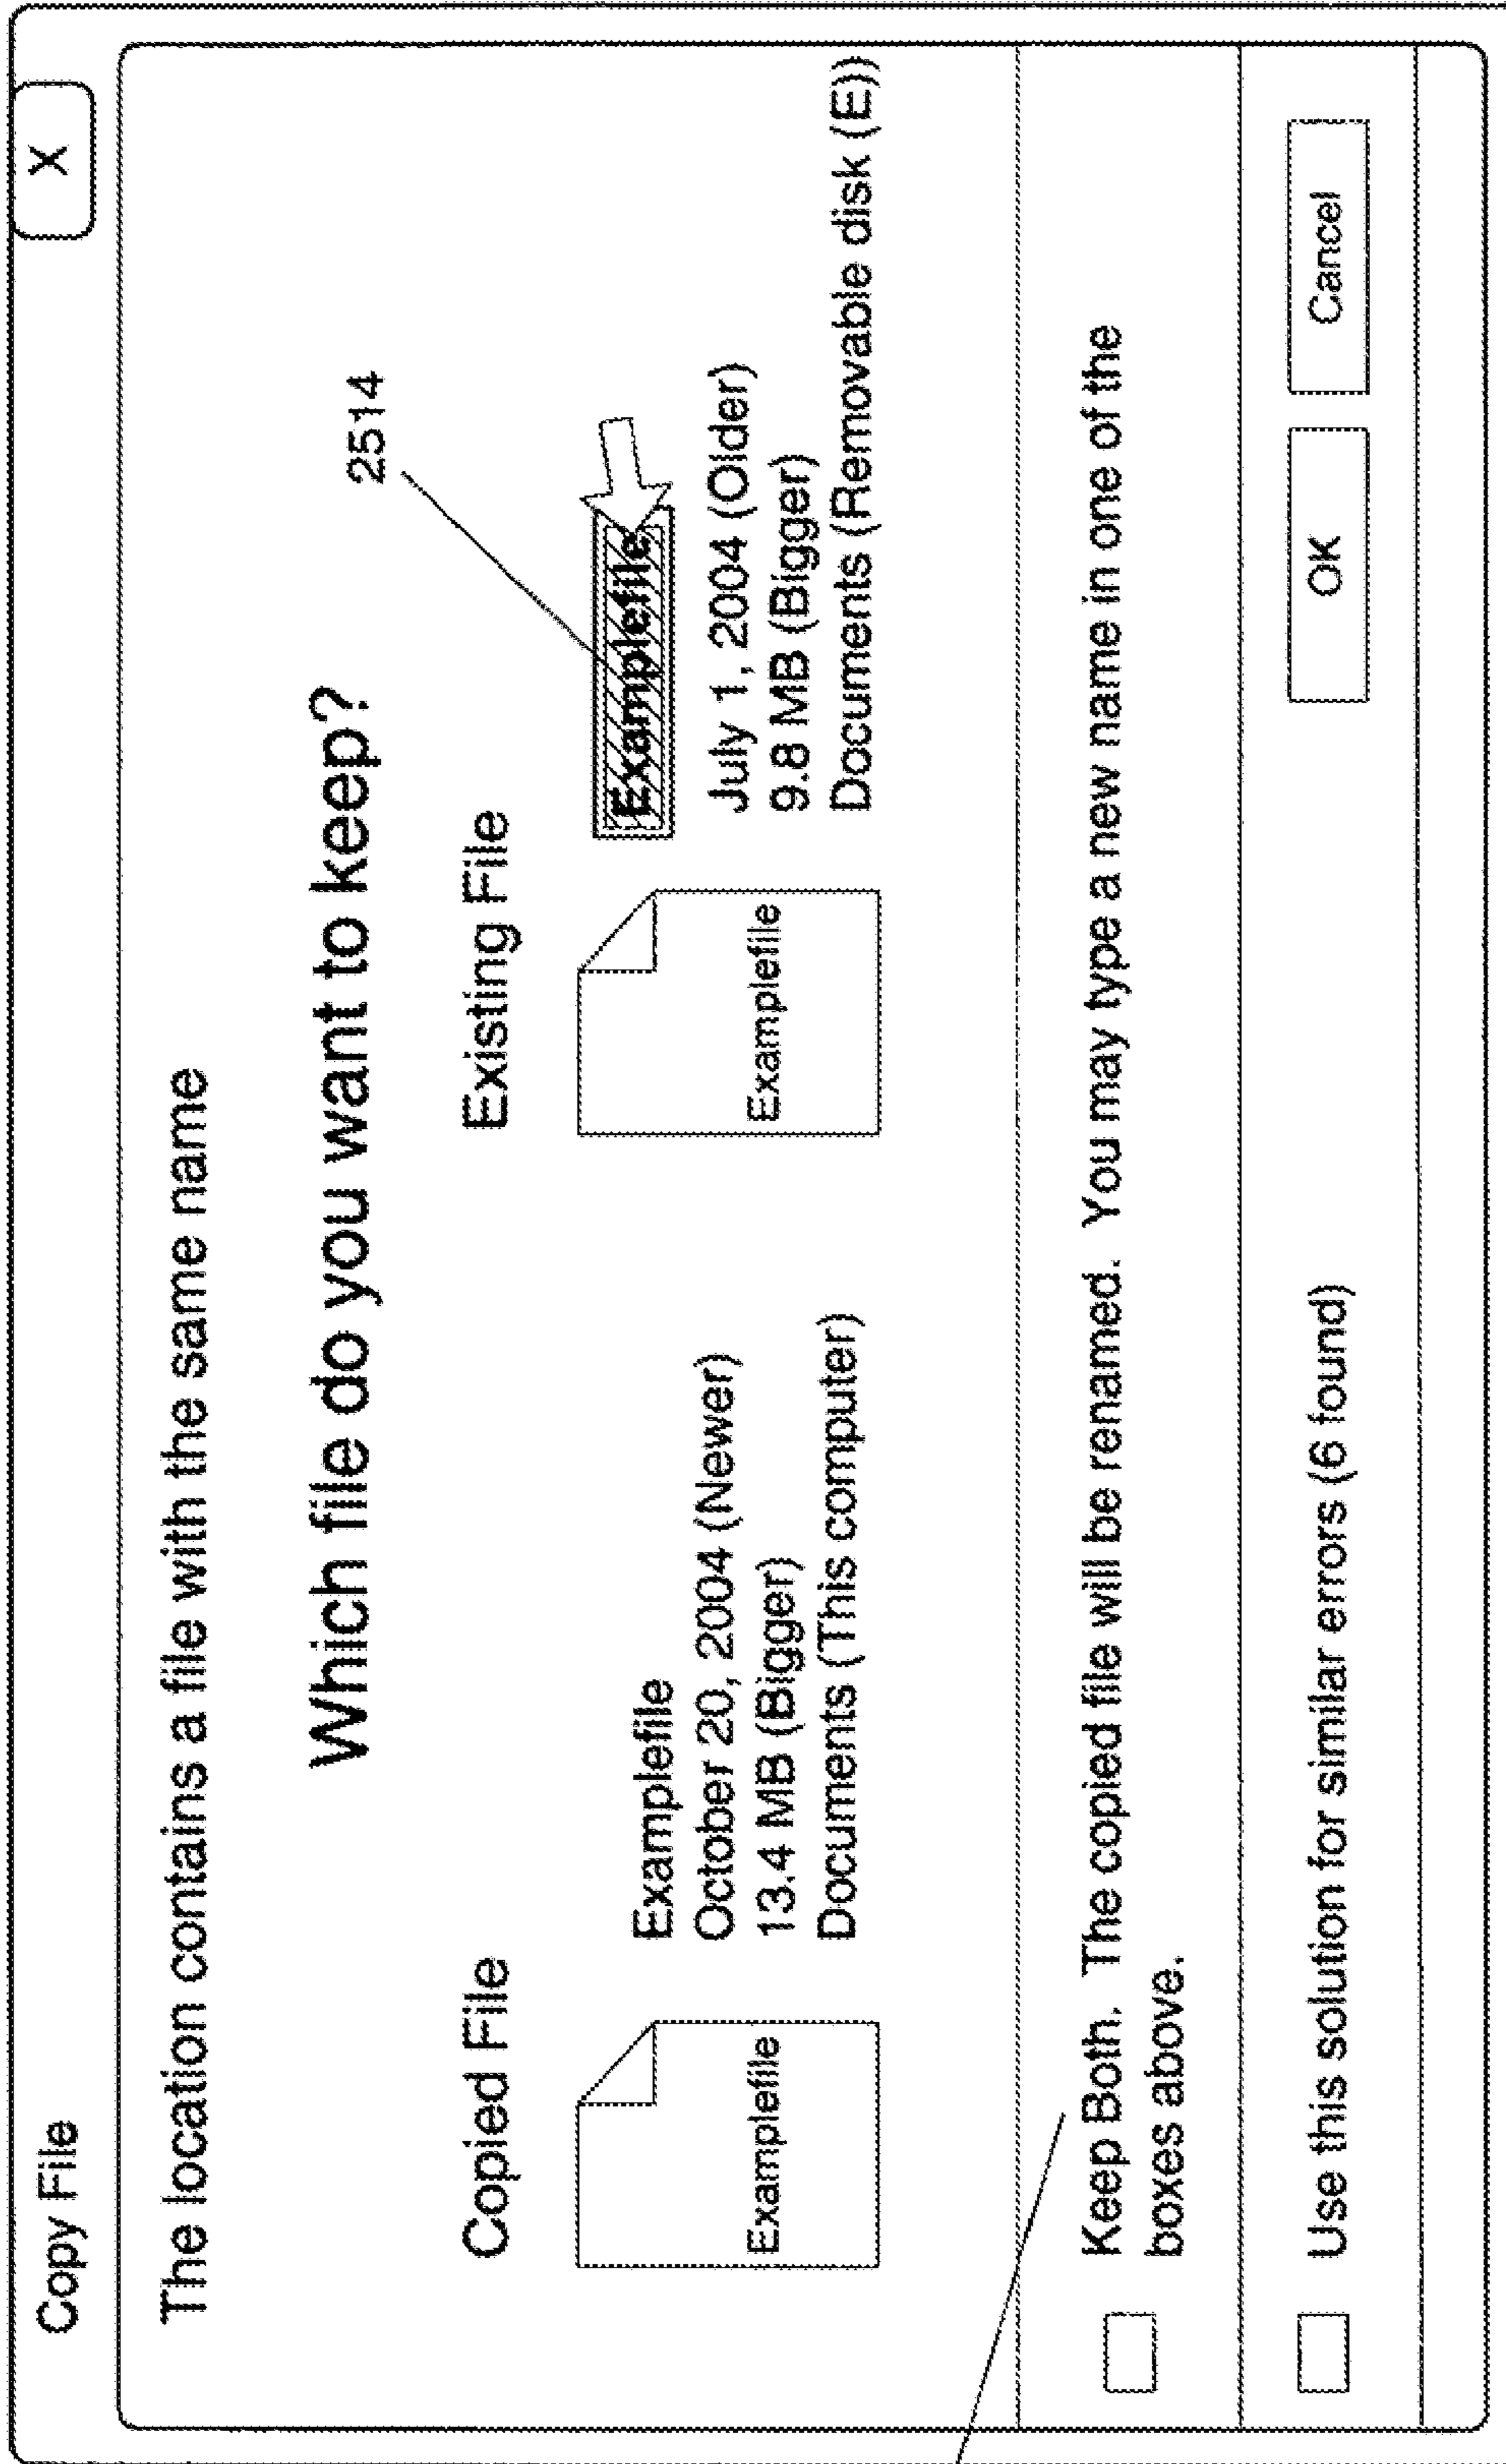 Copy File
X
The location contains a file with the same name
Which file do you want to keep?
2514
Copied File
Examplefile
Examplefile
October 20, 2004 (Newer)
13.4 MB (Bigger)
Documents (This computer)
Existing File
Examplefile
Examplefile
July 1, 2004 (Older)
9.8 MB (Bigger)
Documents (Removable disk (E))
Keep Both. The copied file will be renamed. You may type a new name in one of the
boxes above.
Use this solution for similar errors (6 found)
OK
Cancel